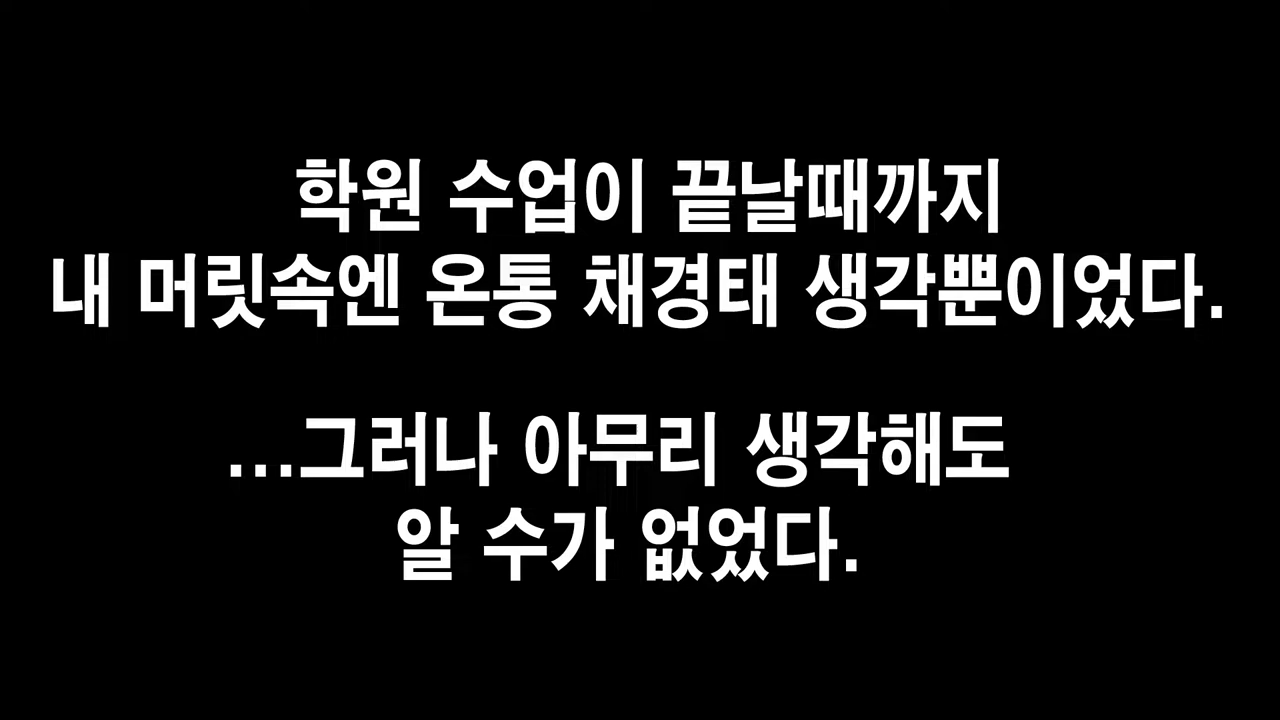 학원 수업이 끝날때까지
내 머릿속엔 온통 채경태 생각뿐이었다.
...그러나 아무리 생각해도
알 수가 없었다.